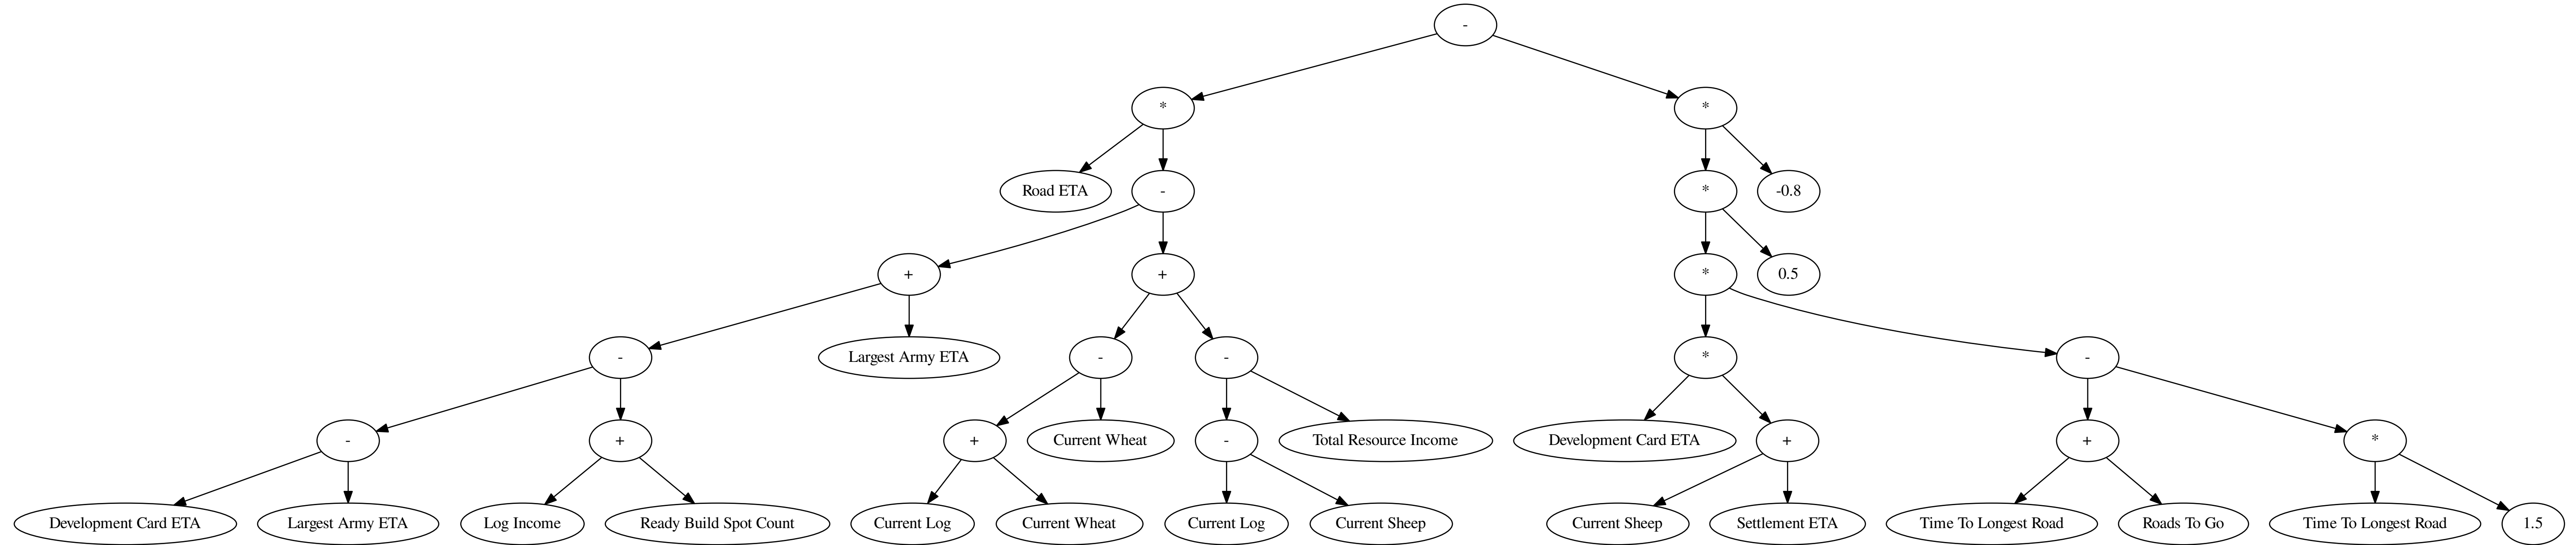 -
*
*
Road ETA
-
*
-0.8
+
+
*
0.5
-
Largest Army ETA
-
-
*
-
-
+
+
Current Wheat
-
Total Resource Income
Development Card ETA
+
+
*
Development Card ETA
Largest Army ETA
Log Income
Ready Build Spot Count
Current Log
Current Wheat
Current Log
Current Sheep
Current Sheep
Settlement ETA
Time To Longest Road
Roads To Go
Time To Longest Road
1.5